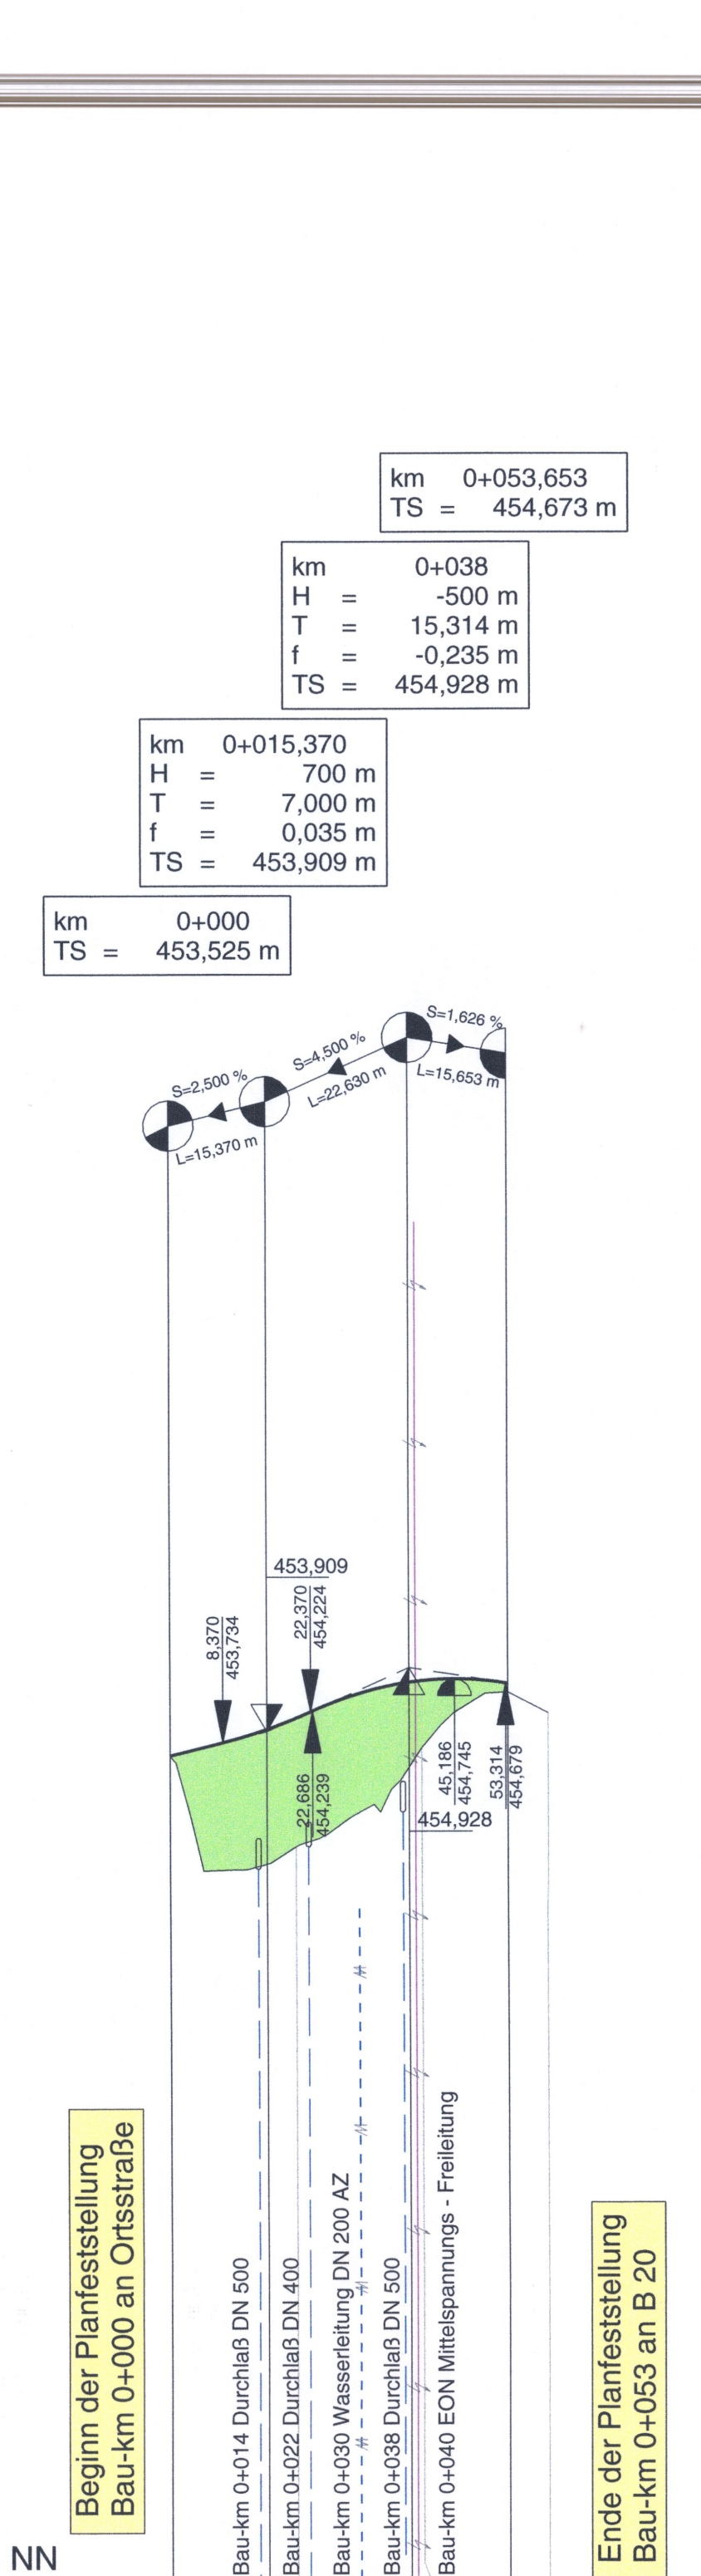 km 0+053,653
TS = 454,673 m
km 0+038
H = -500 m
T = 15,314 m
f = -0,235 m
TS = 454,928 m
km 0+015,370
H = 700 m
T = 7,000 m
f = 0,035 m
TS = 453,909 m
km 0+000
TS = 453,525 m
S=2,500 %
L=15,370 m
S=4,500 %
L=22,630 m
S=1,626 %
L=15,653 m
453,909
8,370
453,734
22,370
454,224
22,686
454,239
45,186
454,745
53,314
454,679
454,928
Beginn der Planfeststellung
Bau-km 0+000 an Ortsstraße
Bau-km 0+014 Durchlaß DN 500
Bau-km 0+022 Durchlaß DN 400
Bau-km 0+030 Wasserleitung DN 200 AZ
Bau-km 0+038 Durchlaß DN 500
Bau-km 0+040 EON Mittelspannungs - Freileitung
Ende der Planfeststellung
Bau-km 0+053 an B 20
NN